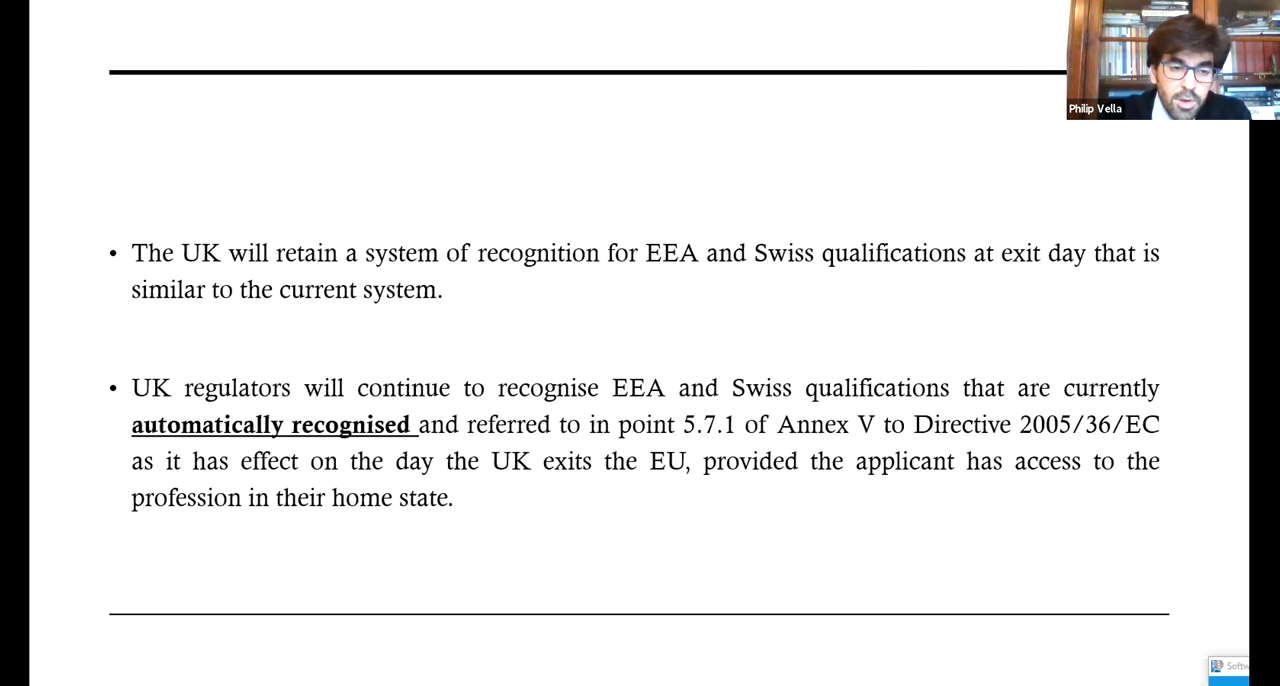 Philip Vella
• The UK will retain a system of recognition for EEA and Swiss qualifications at exit day that is
similar to the current system.
• UK regulators will continue to recognise EEA and Swiss qualifications that are currently
automatically recognised and referred to in point 5.7.1 of Annex V to Directive 2005/36/EC
as it has effect on the day the UK exits the EU, provided the applicant has access to the
profession in their home state.
Softw